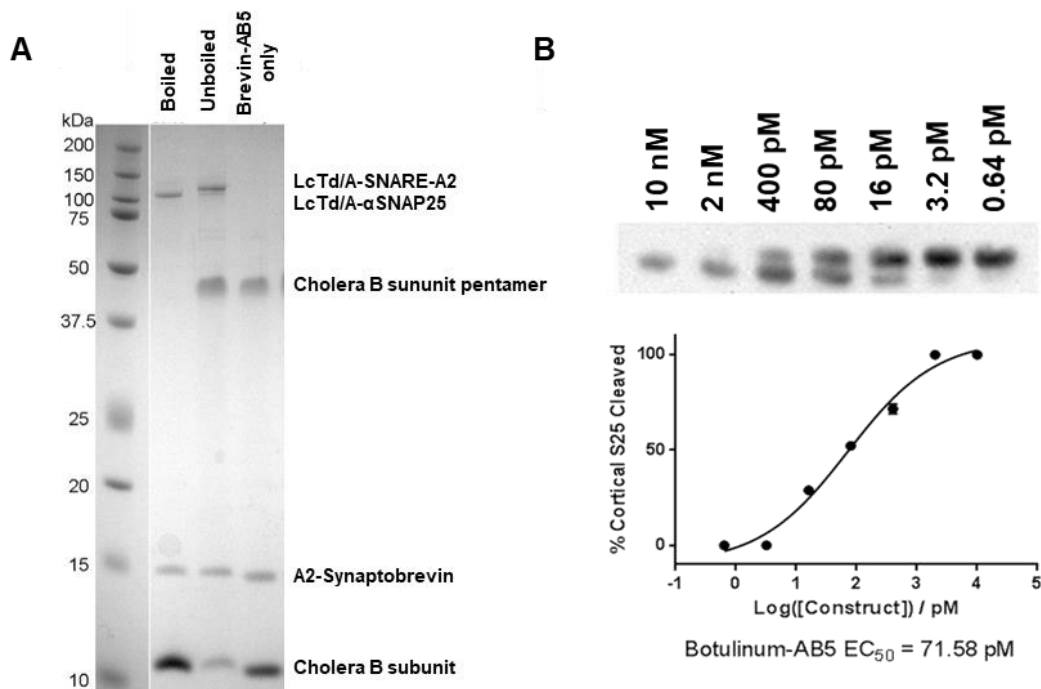 A
Boiled
Unboiled
Brevin-AB5
only
kDa
200
150
100
75
50
37.5
25
20
15
10
LcTd/A-SNARE-A2
LcTd/A-αSNAP25
Cholera B sununit pentamer
A2-Synaptobrevin
Cholera B subunit
B
10 nM
2 nM
400 pM
80 pM
16 pM
3.2 pM
0.64 pM
% Cortical S25 Cleaved
100
50
0
-1
0
1
2
3
4
5
Log([Construct]) / pM
Botulinum-AB5 EC50 = 71.58 pM